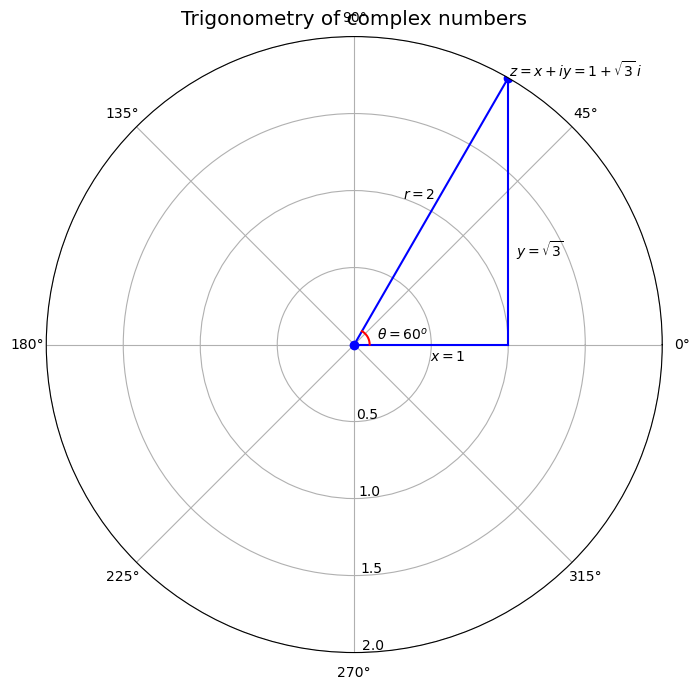 Trigonometry of complex numbers
90°
z = x + iy = 1 + √3 i
135°
45°
r = 2
y = √3
θ = 60º
180°
0°
x = 1
0.5
1.0
1.5
225°
315°
2.0
270°